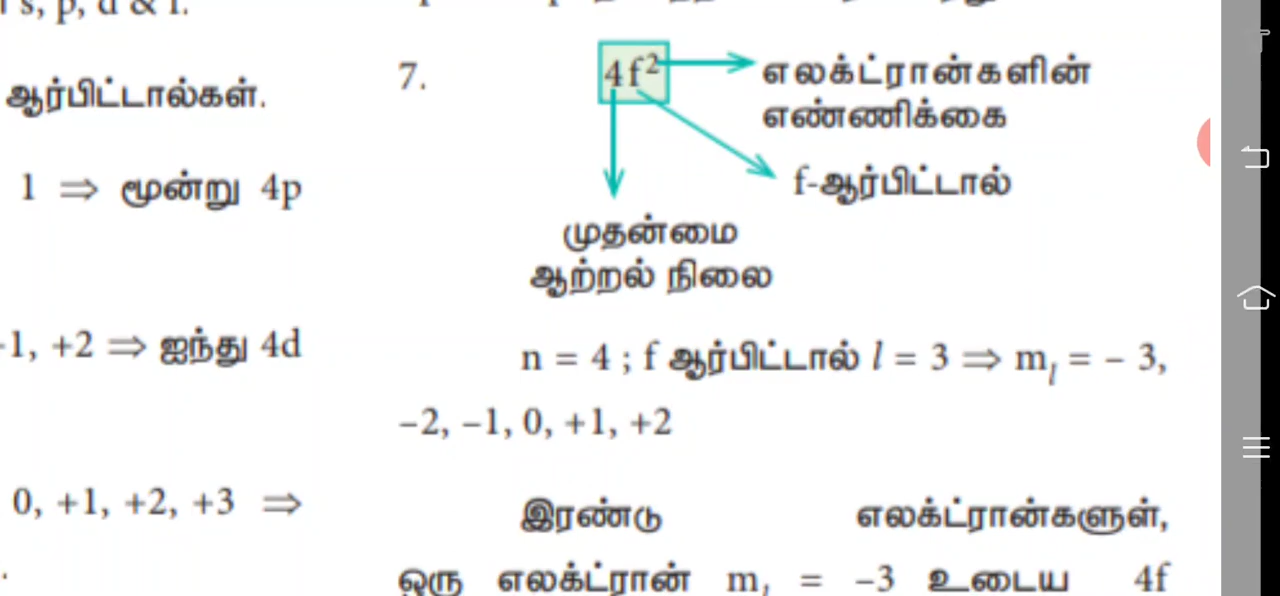 s, p, d & f.
ஆர்பிட்டால்கள்.
1 ⇒ மூன்று 4p
-1, +2 ⇒ ஐந்து 4d
0, +1, +2, +3 ⇒
.
7.
4f² எலக்ட்ரான்களின்
எண்ணிக்கை
f-ஆர்பிட்டால்
முதன்மை
ஆற்றல் நிலை
n = 4 ; f ஆர்பிட்டால் l = 3 ⇒ mₗ = – 3,
–2, –1, 0, +1, +2
இரண்டு எலக்ட்ரான்களுள்,
ஒரு எலக்ட்ரான் mₗ = –3 உடைய 4f